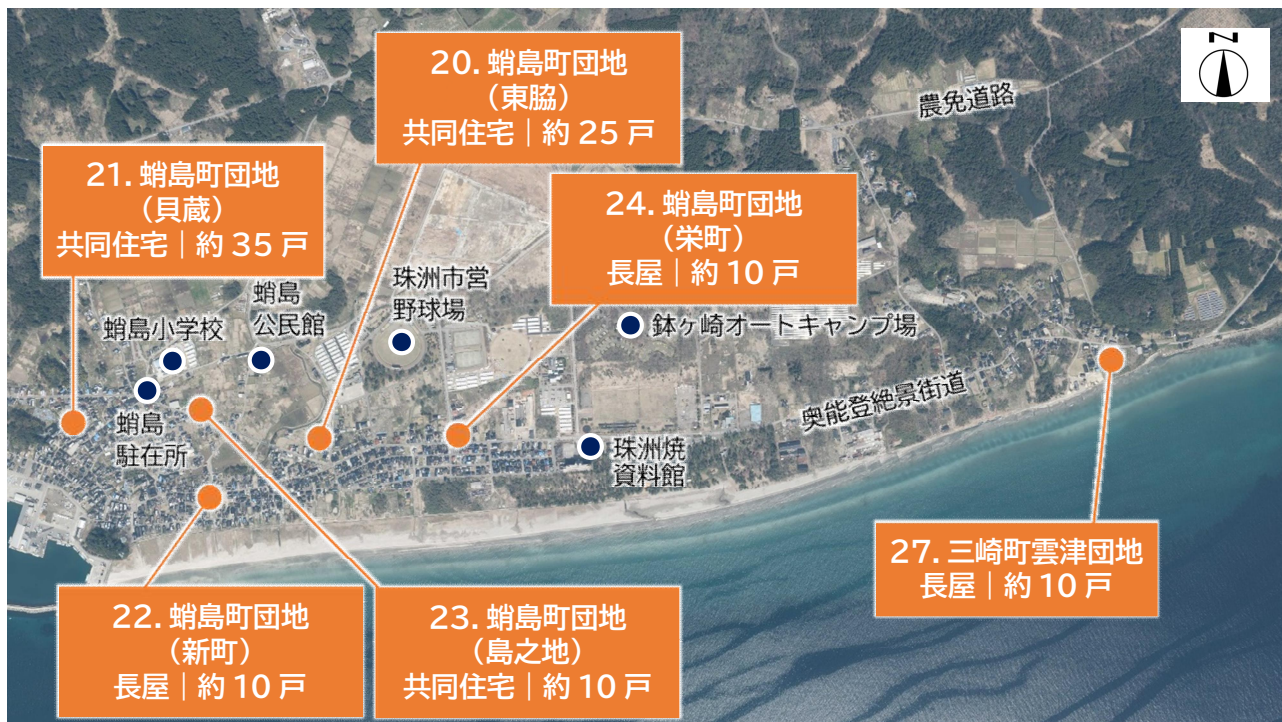 N
20. 蛸島町団地
（東脇）
共同住宅｜約 25 戸
農免道路
21. 蛸島町団地
（貝蔵）
共同住宅｜約 35 戸
24. 蛸島町団地
（栄町）
長屋｜約 10 戸
蛸島小学校
蛸島
公民館
珠洲市営
野球場
鉢ヶ崎オートキャンプ場
奥能登絶景街道
蛸島
駐在所
珠洲焼
資料館
22. 蛸島町団地
（新町）
長屋｜約 10 戸
23. 蛸島町団地
（島之地）
共同住宅｜約 10 戸
27. 三崎町雲津団地
長屋｜約 10 戸